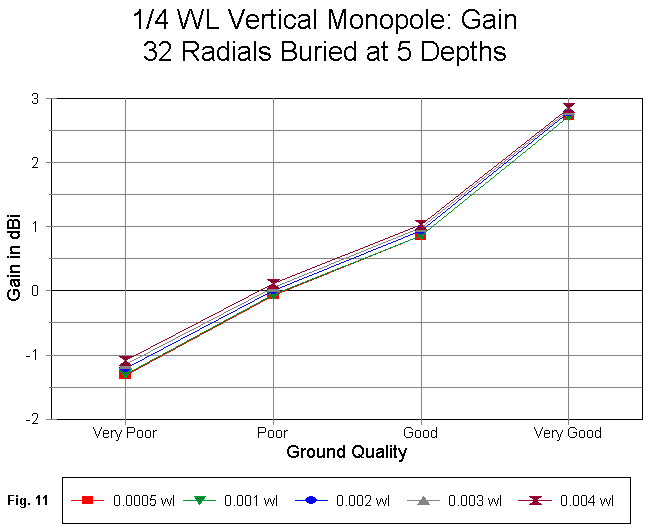 1/4 WL Vertical Monopole: Gain
32 Radials Buried at 5 Depths
3
2
1
0
-1
-2
Gain in dBi
Very Poor Poor Good Very Good
Ground Quality
Fig. 11 0.0005 wl 0.001 wl 0.002 wl 0.003 wl 0.004 wl